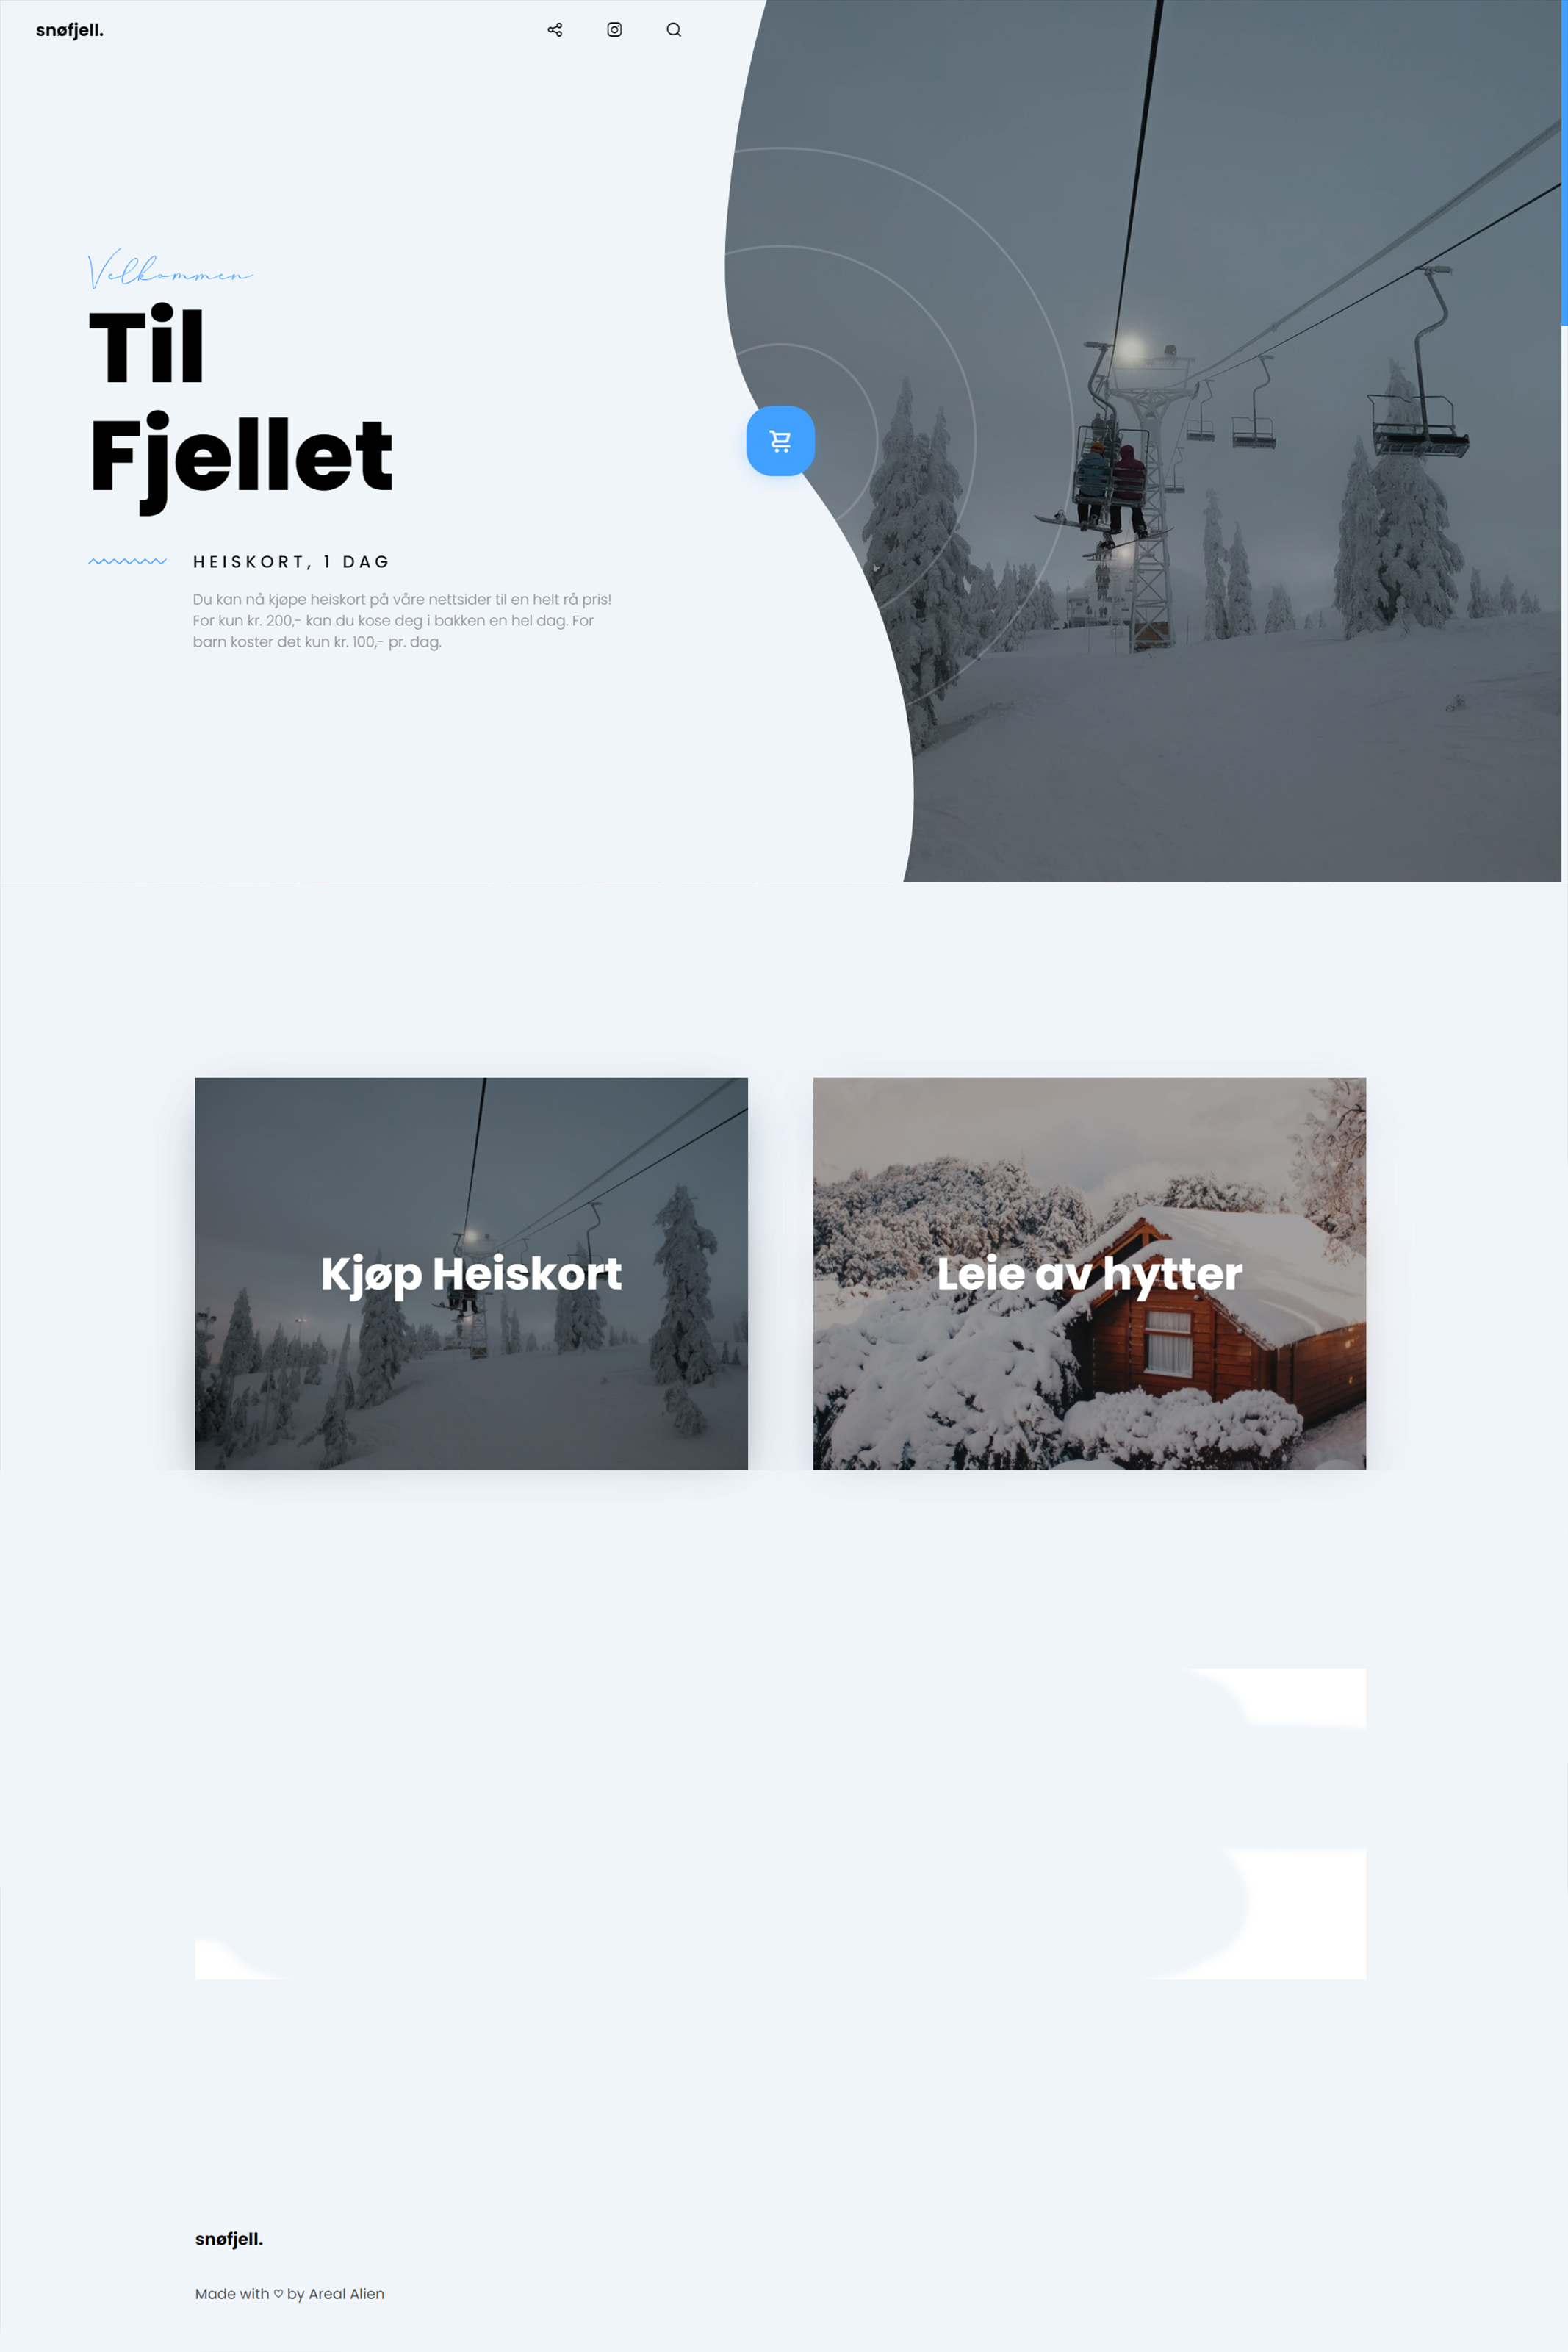 snøfjell.
Velkommen
Til
Fjellet
HEISKORT, 1 DAG
Du kan nå kjøpe heiskort på våre nettsider til en helt rå pris!
For kun kr. 200,- kan du kose deg i bakken en hel dag. For
barn koster det kun kr. 100,- pr. dag.
Kjøp Heiskort
Leie av hytter
snøfjell.
Made with ♡ by Areal Alien